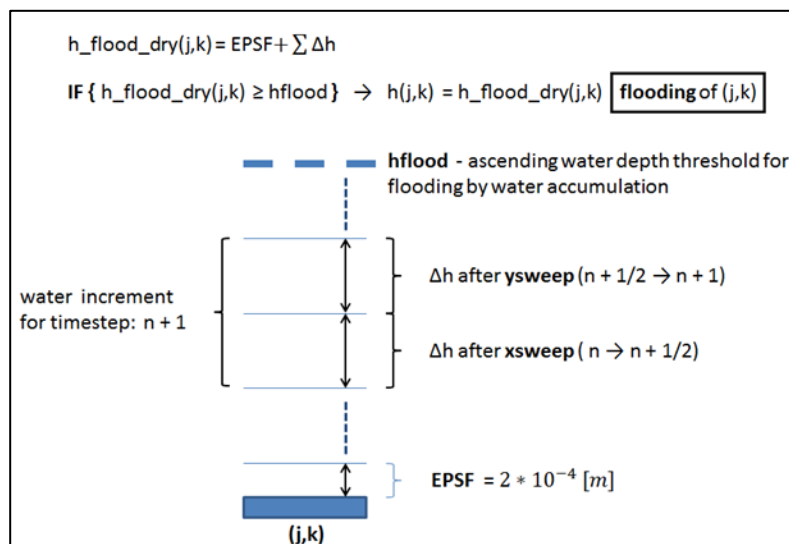 h_flood_dry(j,k) = EPSF+ ∑ Δh
IF { h_flood_dry(j,k) ≥ hflood } → h(j,k) = h_flood_dry(j,k) flooding of (j,k)
hflood - ascending water depth threshold for
flooding by water accumulation
water increment
for timestep: n + 1
Δh after ysweep (n + 1/2 → n + 1)
Δh after xsweep ( n → n + 1/2)
EPSF = 2 * 10⁻⁴ [m]
(j,k)